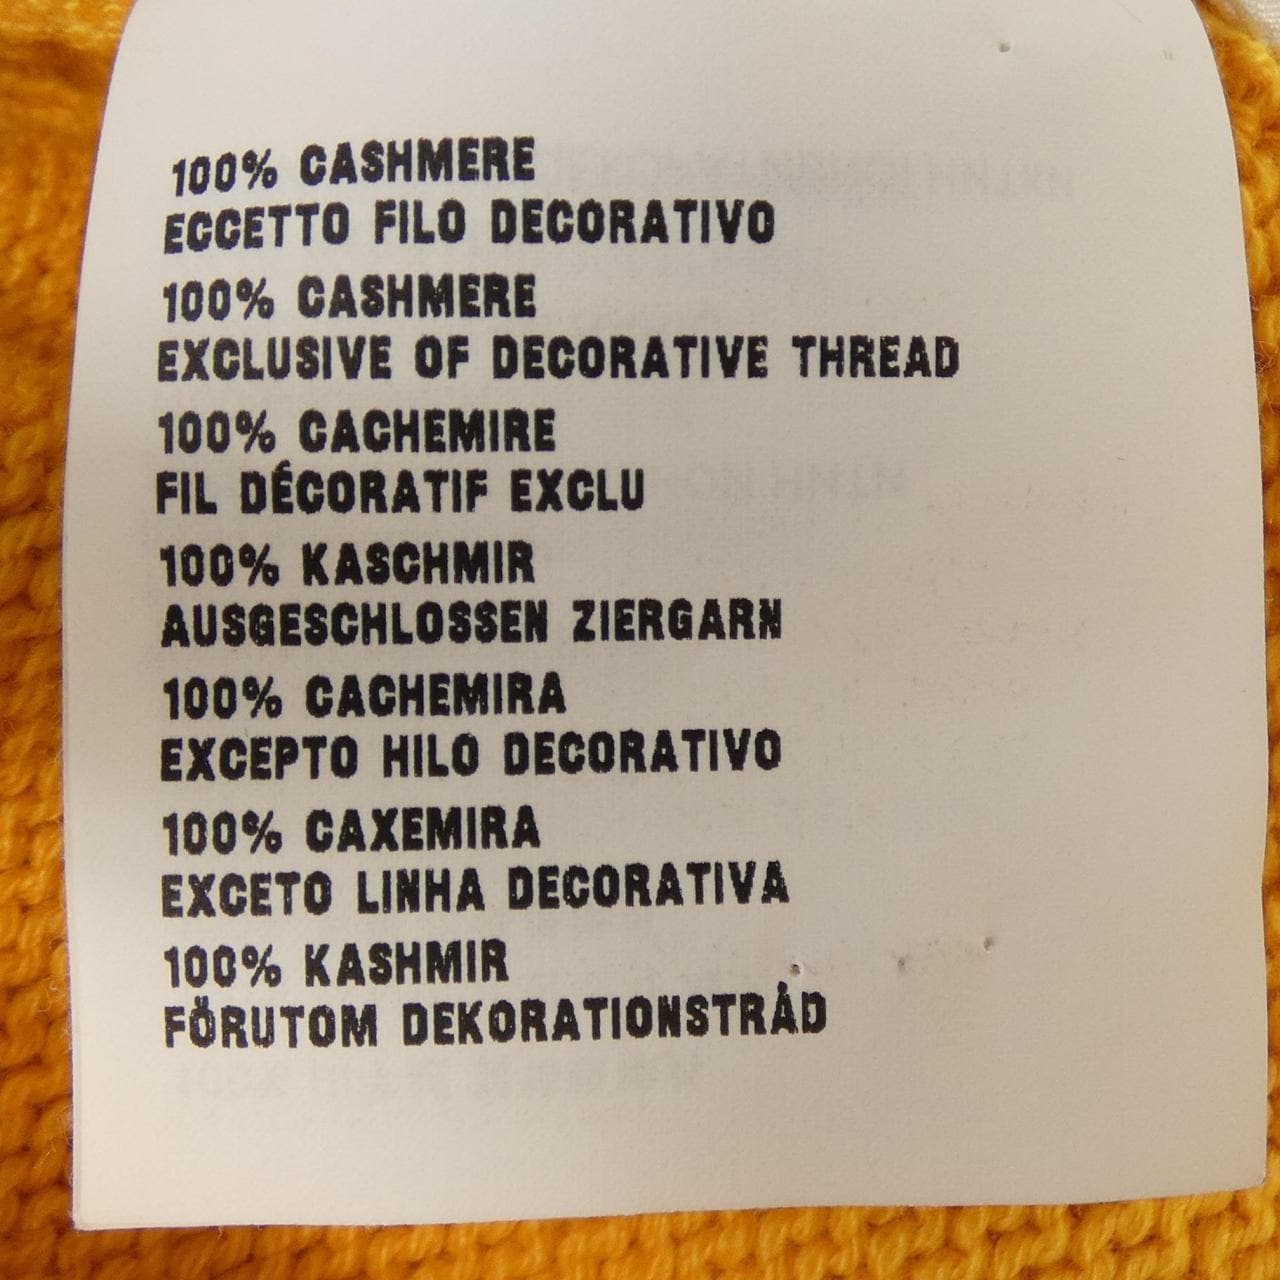 100% CASHMERE
ECCETTO FILO DECORATIVO
100% CASHMERE
EXCLUSIVE OF DECORATIVE THREAD
100% CACHEMIRE
FIL DÉCORATIF EXCLU
100% KASCHMIR
AUSGESCHLOSSEN ZIERGARN
100% CACHEMIRA
EXCEPTO HILO DECORATIVO
100% CAXEMIRA
EXCETO LINHA DECORATIVA
100% KASHMIR
FÖRUTOM DEKORATIONSTRÅD